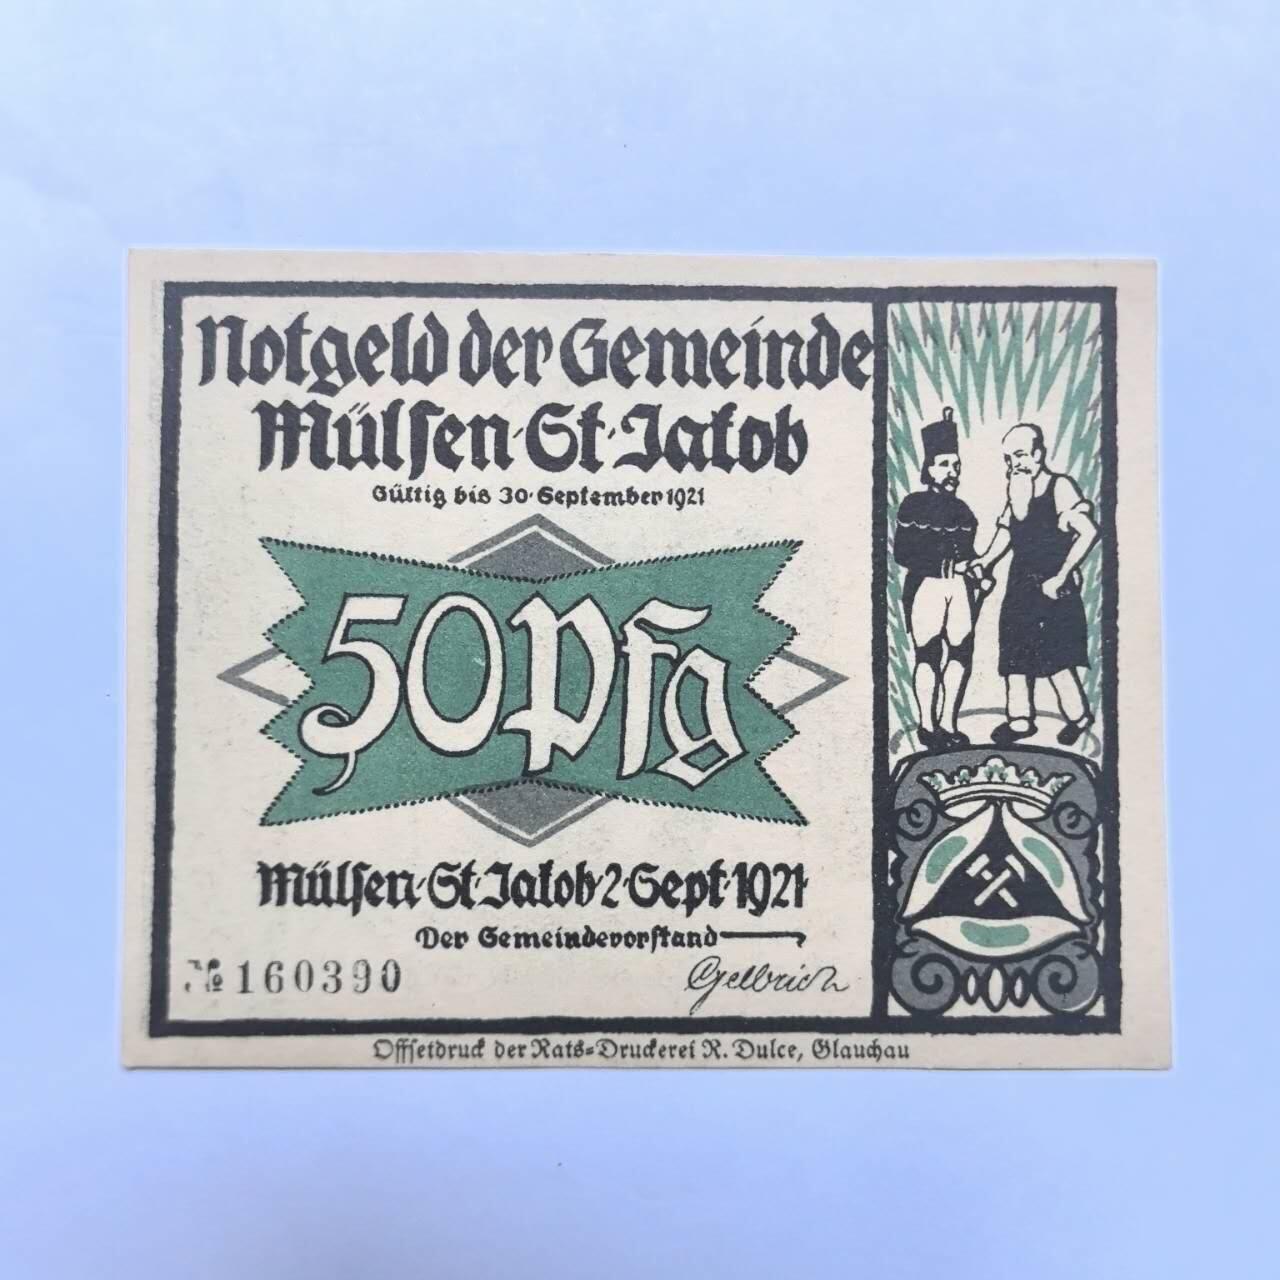 Notgeld der Gemeinde
Mülsen·St·Jakob
Gültig bis 30·September 1921
50 Pfg
Mülsen·St·Jakob·2·Sept·1921·
Der Gemeindevorstand
№ 160390
Gellrich
Offsetdruck der Rats=Druckerei R. Dulce, Glauchau